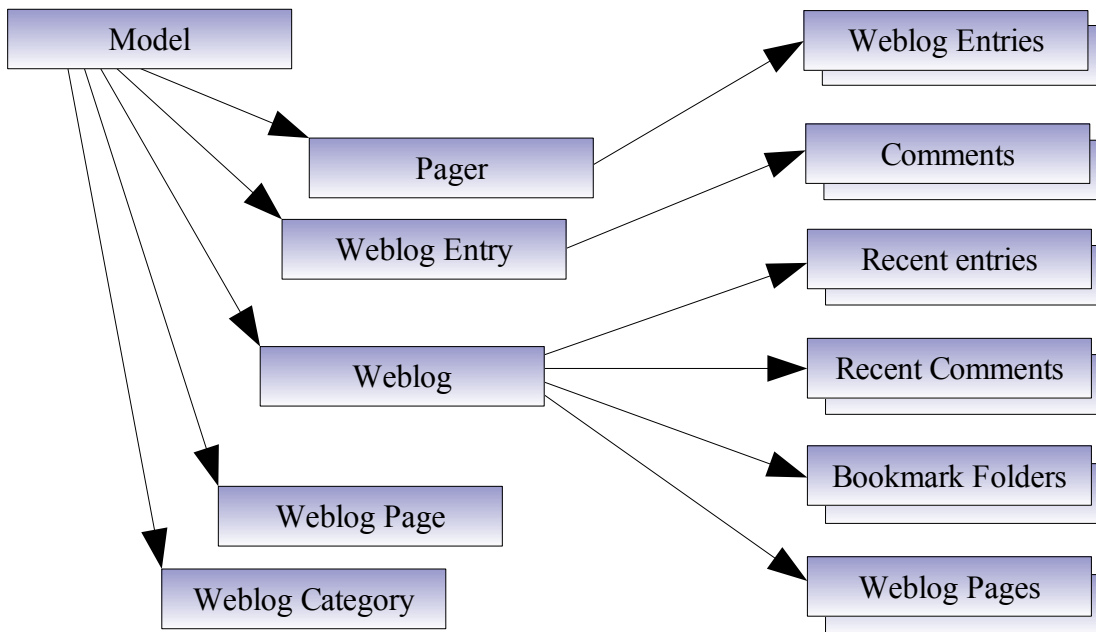 Model
Weblog Entries
Pager
Comments
Weblog Entry
Recent entries
Weblog
Recent Comments
Bookmark Folders
Weblog Page
Weblog Pages
Weblog Category